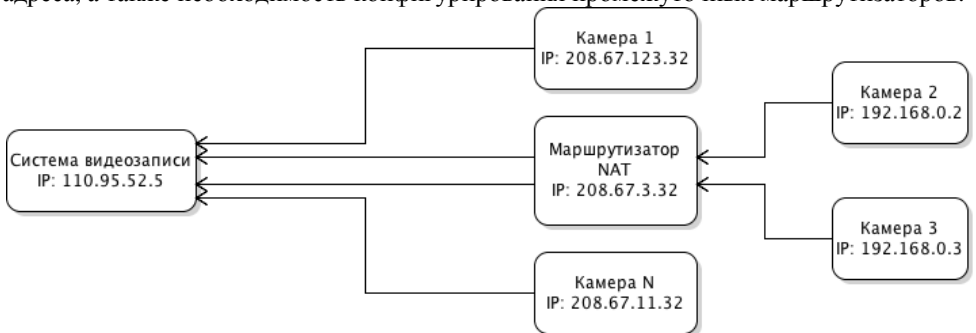 адреса, а также необходимость конфигурирования промежуточных маршрутизаторов.
Камера 1
IP: 208.67.123.32
Камера 2
IP: 192.168.0.2
Система видеозаписи
IP: 110.95.52.5
Маршрутизатор
NAT
IP: 208.67.3.32
Камера 3
IP: 192.168.0.3
Камера N
IP: 208.67.11.32